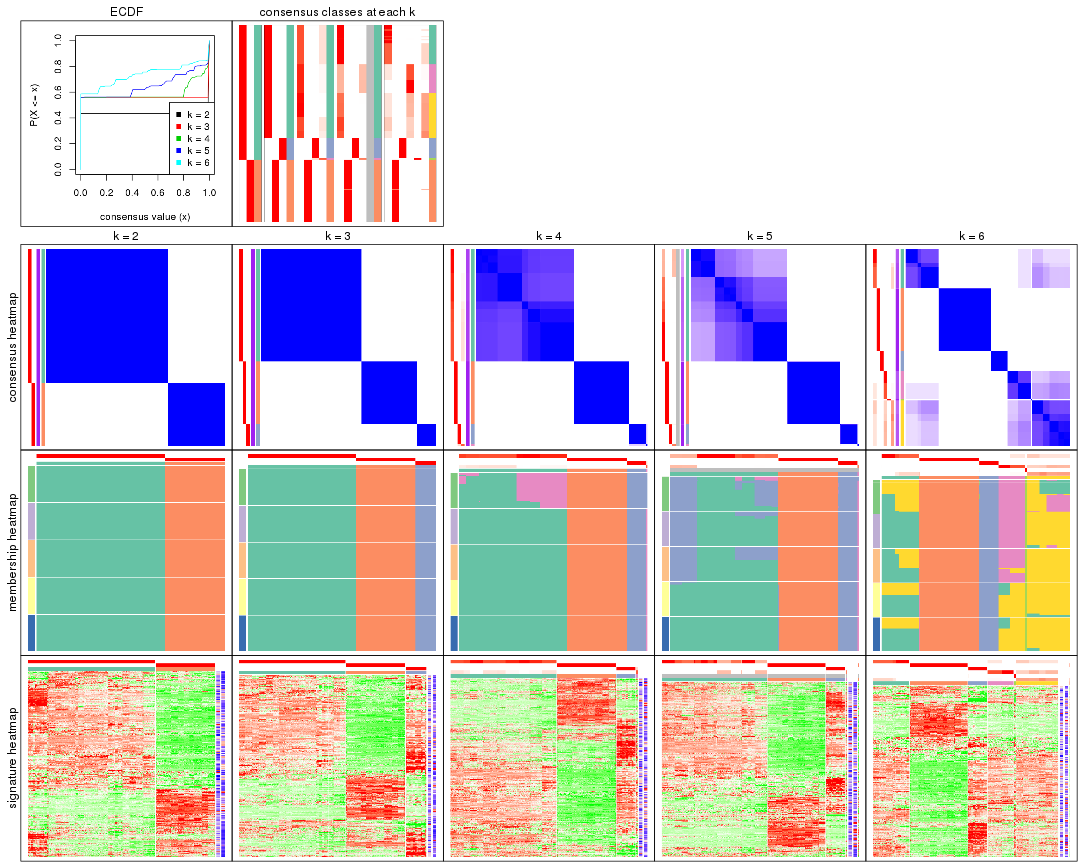 ECDF
consensus classes at each k
P(X <= x)
0.0 0.2 0.4 0.6 0.8 1.0
k = 2
k = 3
k = 4
k = 5
k = 6
0.0 0.2 0.4 0.6 0.8 1.0
consensus value (x)
k = 2
k = 3
k = 4
k = 5
k = 6
consensus heatmap
membership heatmap
signature heatmap